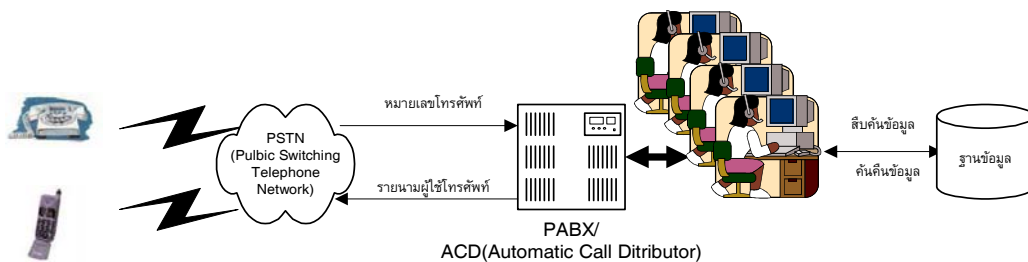 หมายเลขโทรศัพท์
PSTN
(Pulbic Switching
Telephone
Network)
รายนามผู้ใช้โทรศัพท์
PABX/
ACD(Automatic Call Ditributor)
สืบค้นข้อมูล
ค้นคืนข้อมูล
ฐานข้อมูล